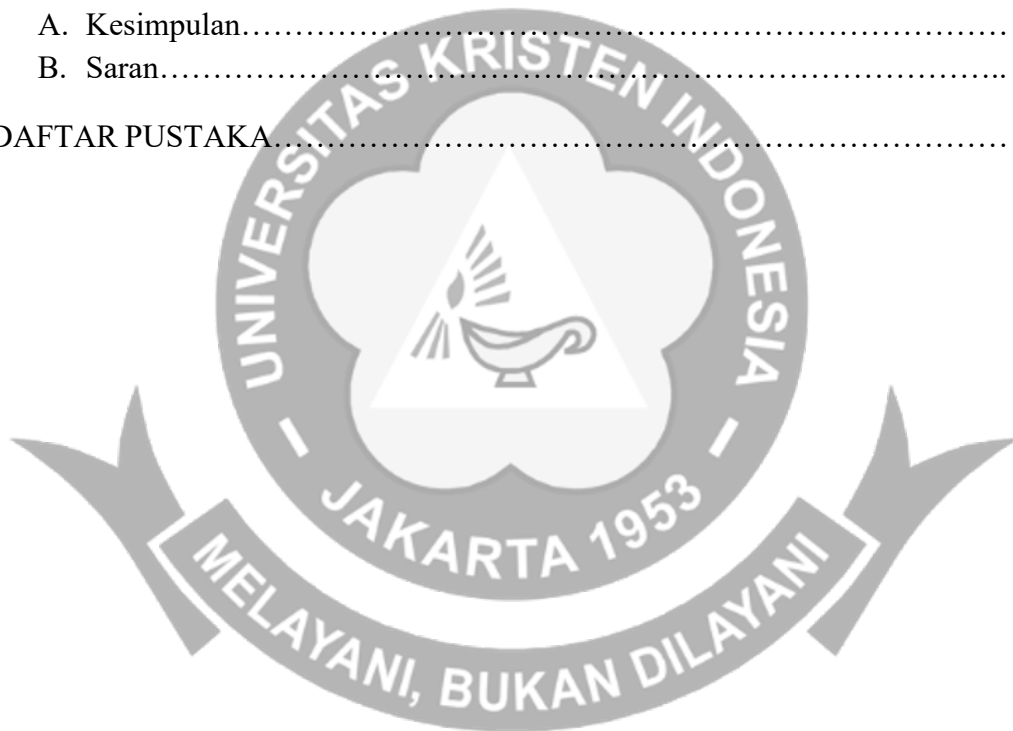 A. Kesimpulan……………………………………………………………
B. Saran…………………………………………………………………..
DAFTAR PUSTAKA…………………………………………………………
UNIVERSITAS KRISTEN INDONESIA
JAKARTA 1953
MELAYANI, BUKAN DILAYANI